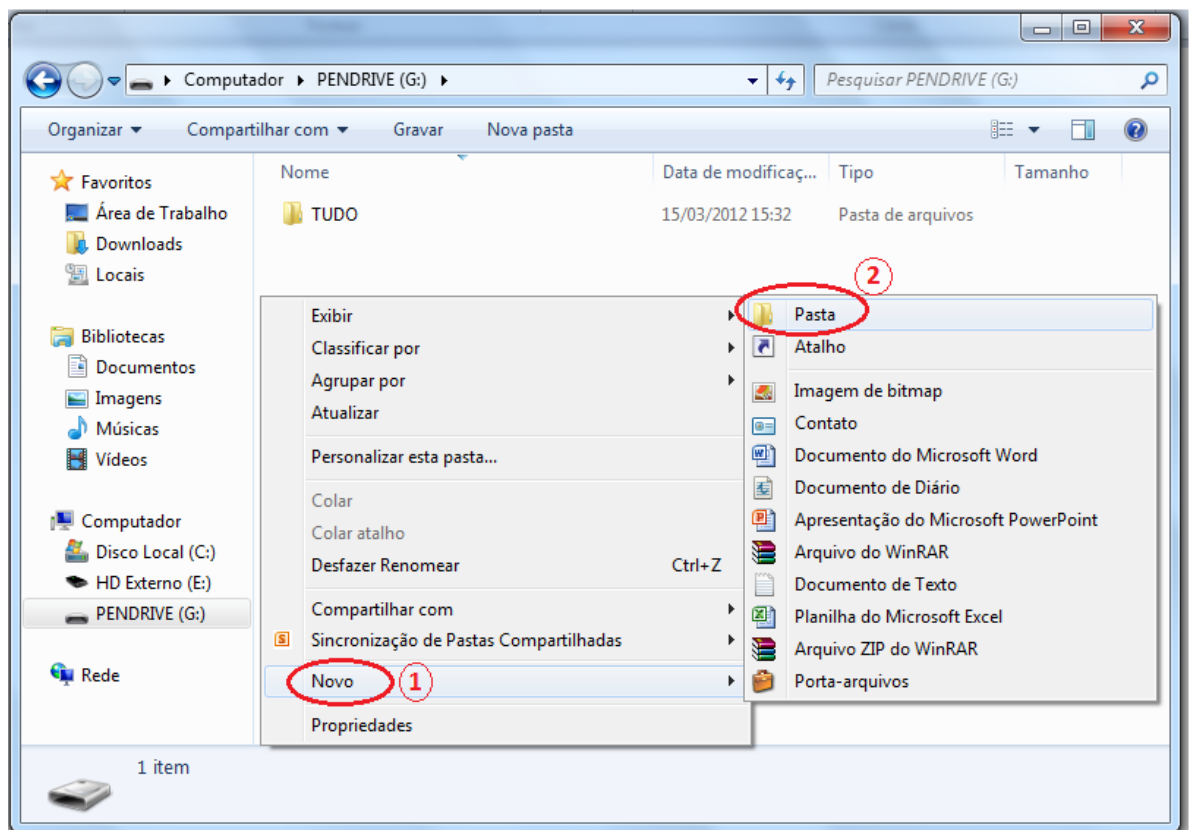 Computador PENDRIVE (G:)
Pesquisar PENDRIVE (G:)
Organizar Compartilhar com Gravar Nova pasta
Nome Data de modificaç... Tipo Tamanho
TUDO 15/03/2012 15:32 Pasta de arquivos
Favoritos
Área de Trabalho
Downloads
Locais
Bibliotecas
Documentos
Imagens
Músicas
Vídeos
Computador
Disco Local (C:)
HD Externo (E:)
PENDRIVE (G:)
Rede
Exibir
Classificar por
Agrupar por
Atualizar
Personalizar esta pasta...
Colar
Colar atalho
Desfazer Renomear Ctrl+Z
Compartilhar com
Sincronização de Pastas Compartilhadas
Novo 1
Propriedades
2
Pasta
Atalho
Imagem de bitmap
Contato
Documento do Microsoft Word
Documento de Diário
Apresentação do Microsoft PowerPoint
Arquivo do WinRAR
Documento de Texto
Planilha do Microsoft Excel
Arquivo ZIP do WinRAR
Porta-arquivos
1 item